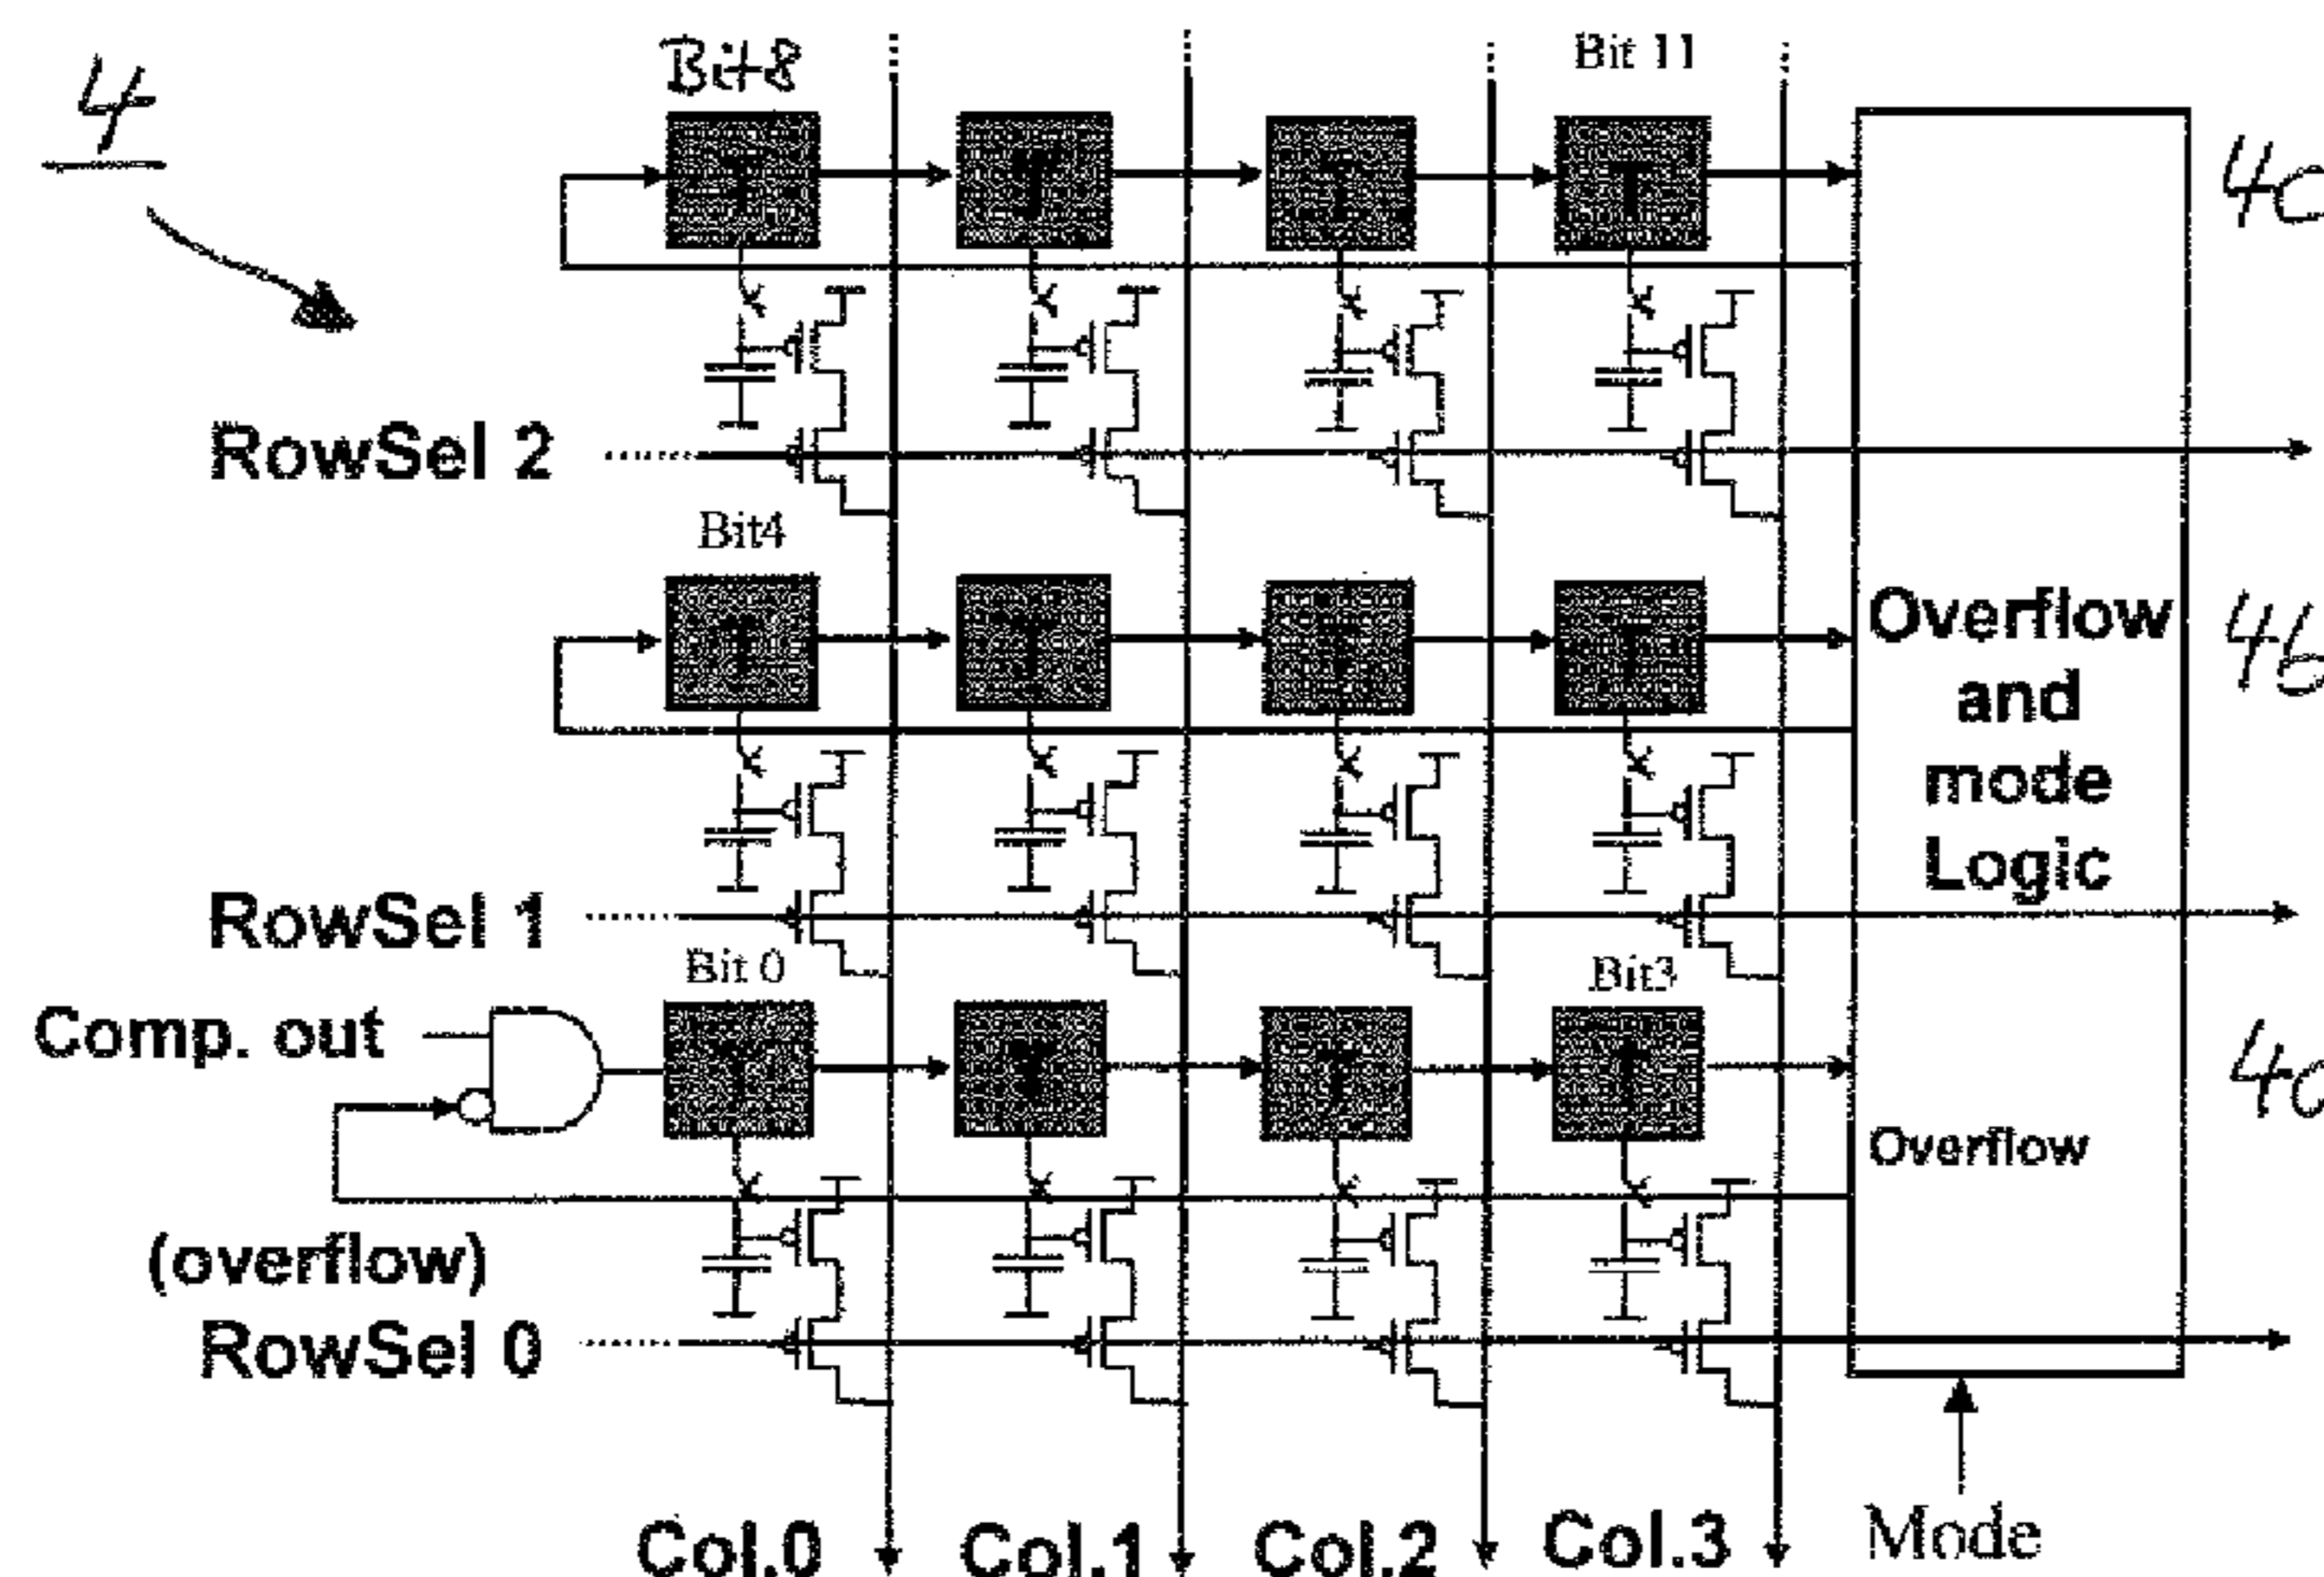 4
Bit8
Bit 11
T T T T
4c
RowSel 2
Bit4
T T T T
Overflow
and
mode
Logic
4b
RowSel 1
Bit 0
Bit3
Comp. out
T T T T
Overflow
(overflow)
RowSel 0
Col.0 Col.1 Col.2 Col.3
Mode